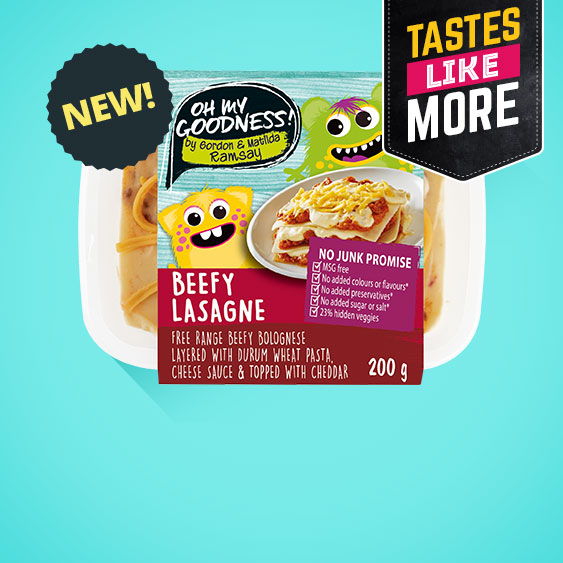 NEW!
TASTES
LIKE
MORE
OH MY
GOODNESS!
by Gordon & Matilda
Ramsay
NO JUNK PROMISE
MSG free
No added colours or flavours*
No added preservatives*
No added sugar or salt*
23% hidden veggies
BEEFY
LASAGNE
FREE RANGE BEEFY BOLOGNESE
LAYERED WITH DURUM WHEAT PASTA,
CHEESE SAUCE & TOPPED WITH CHEDDAR
200 g